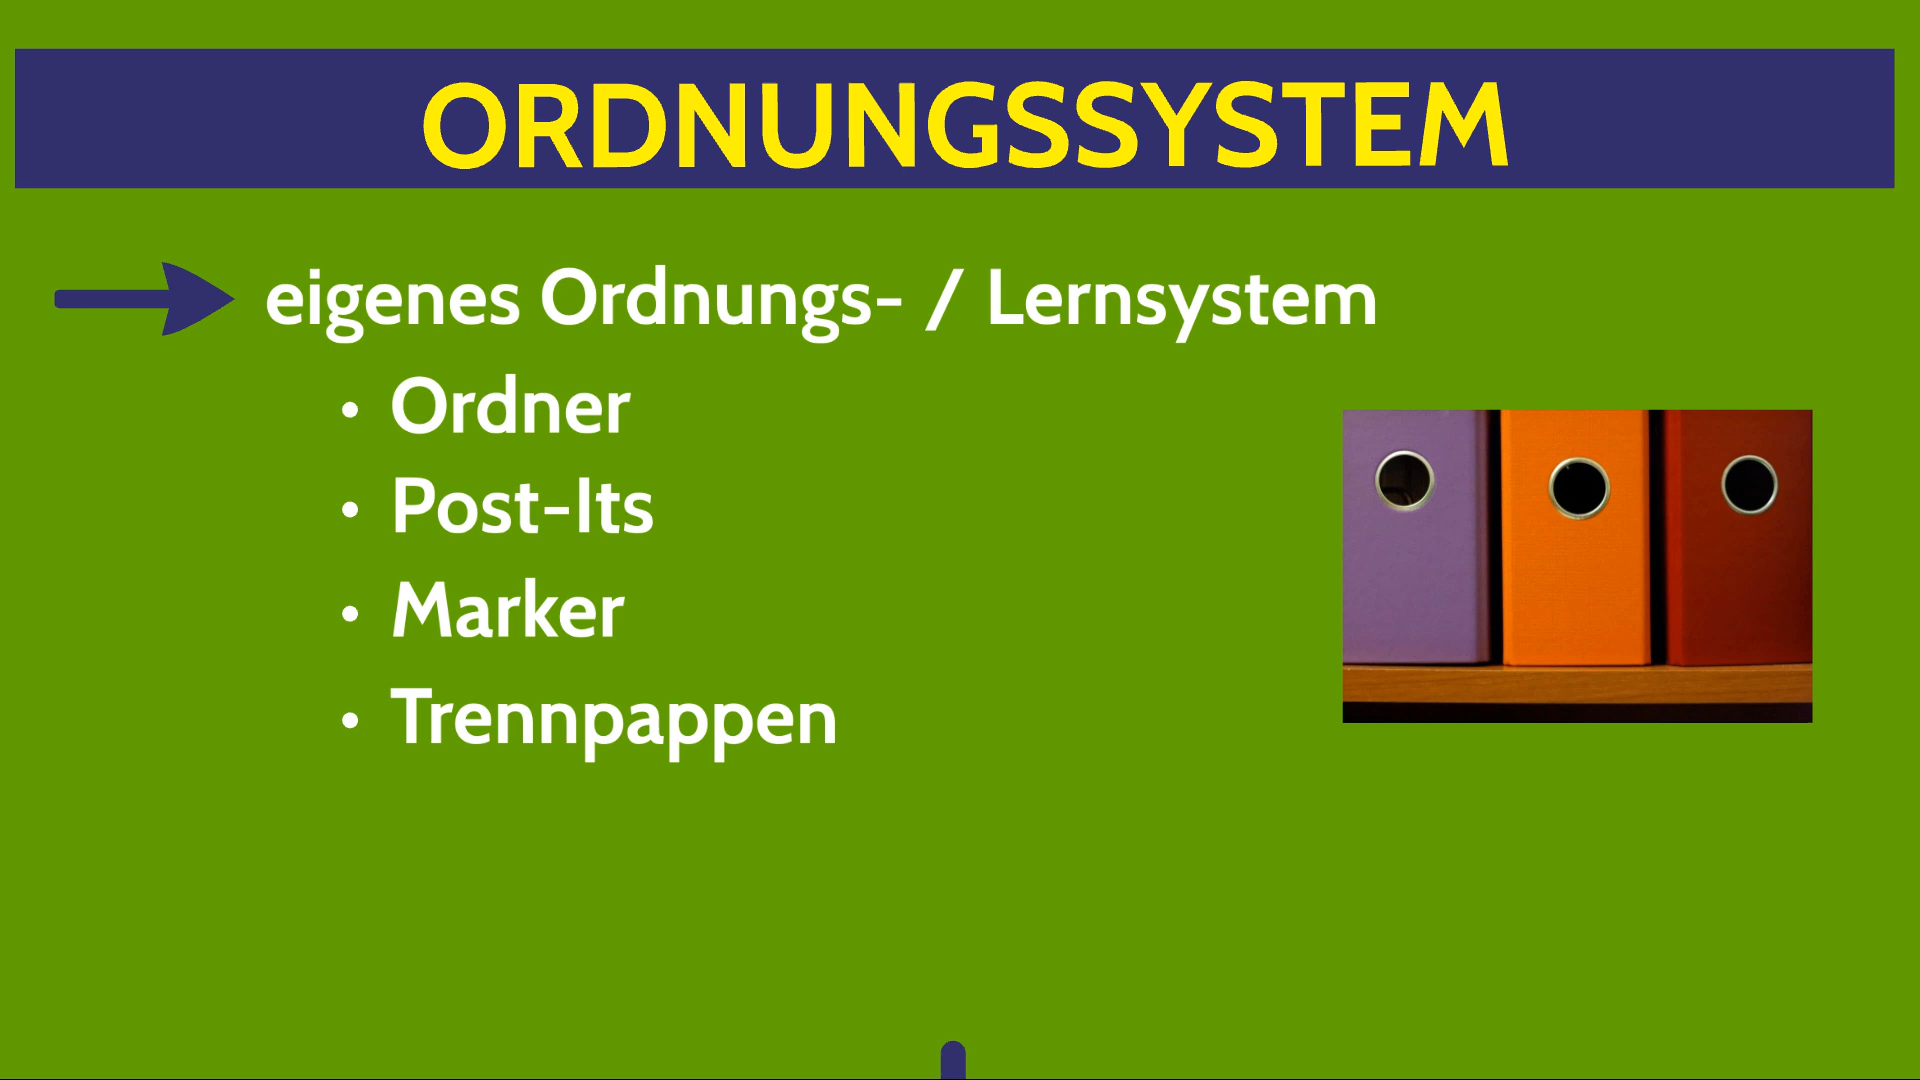 ORDNUNGSSYSTEM
eigenes Ordnungs- / Lernsystem
• Ordner
• Post-Its
• Marker
• Trennpappen